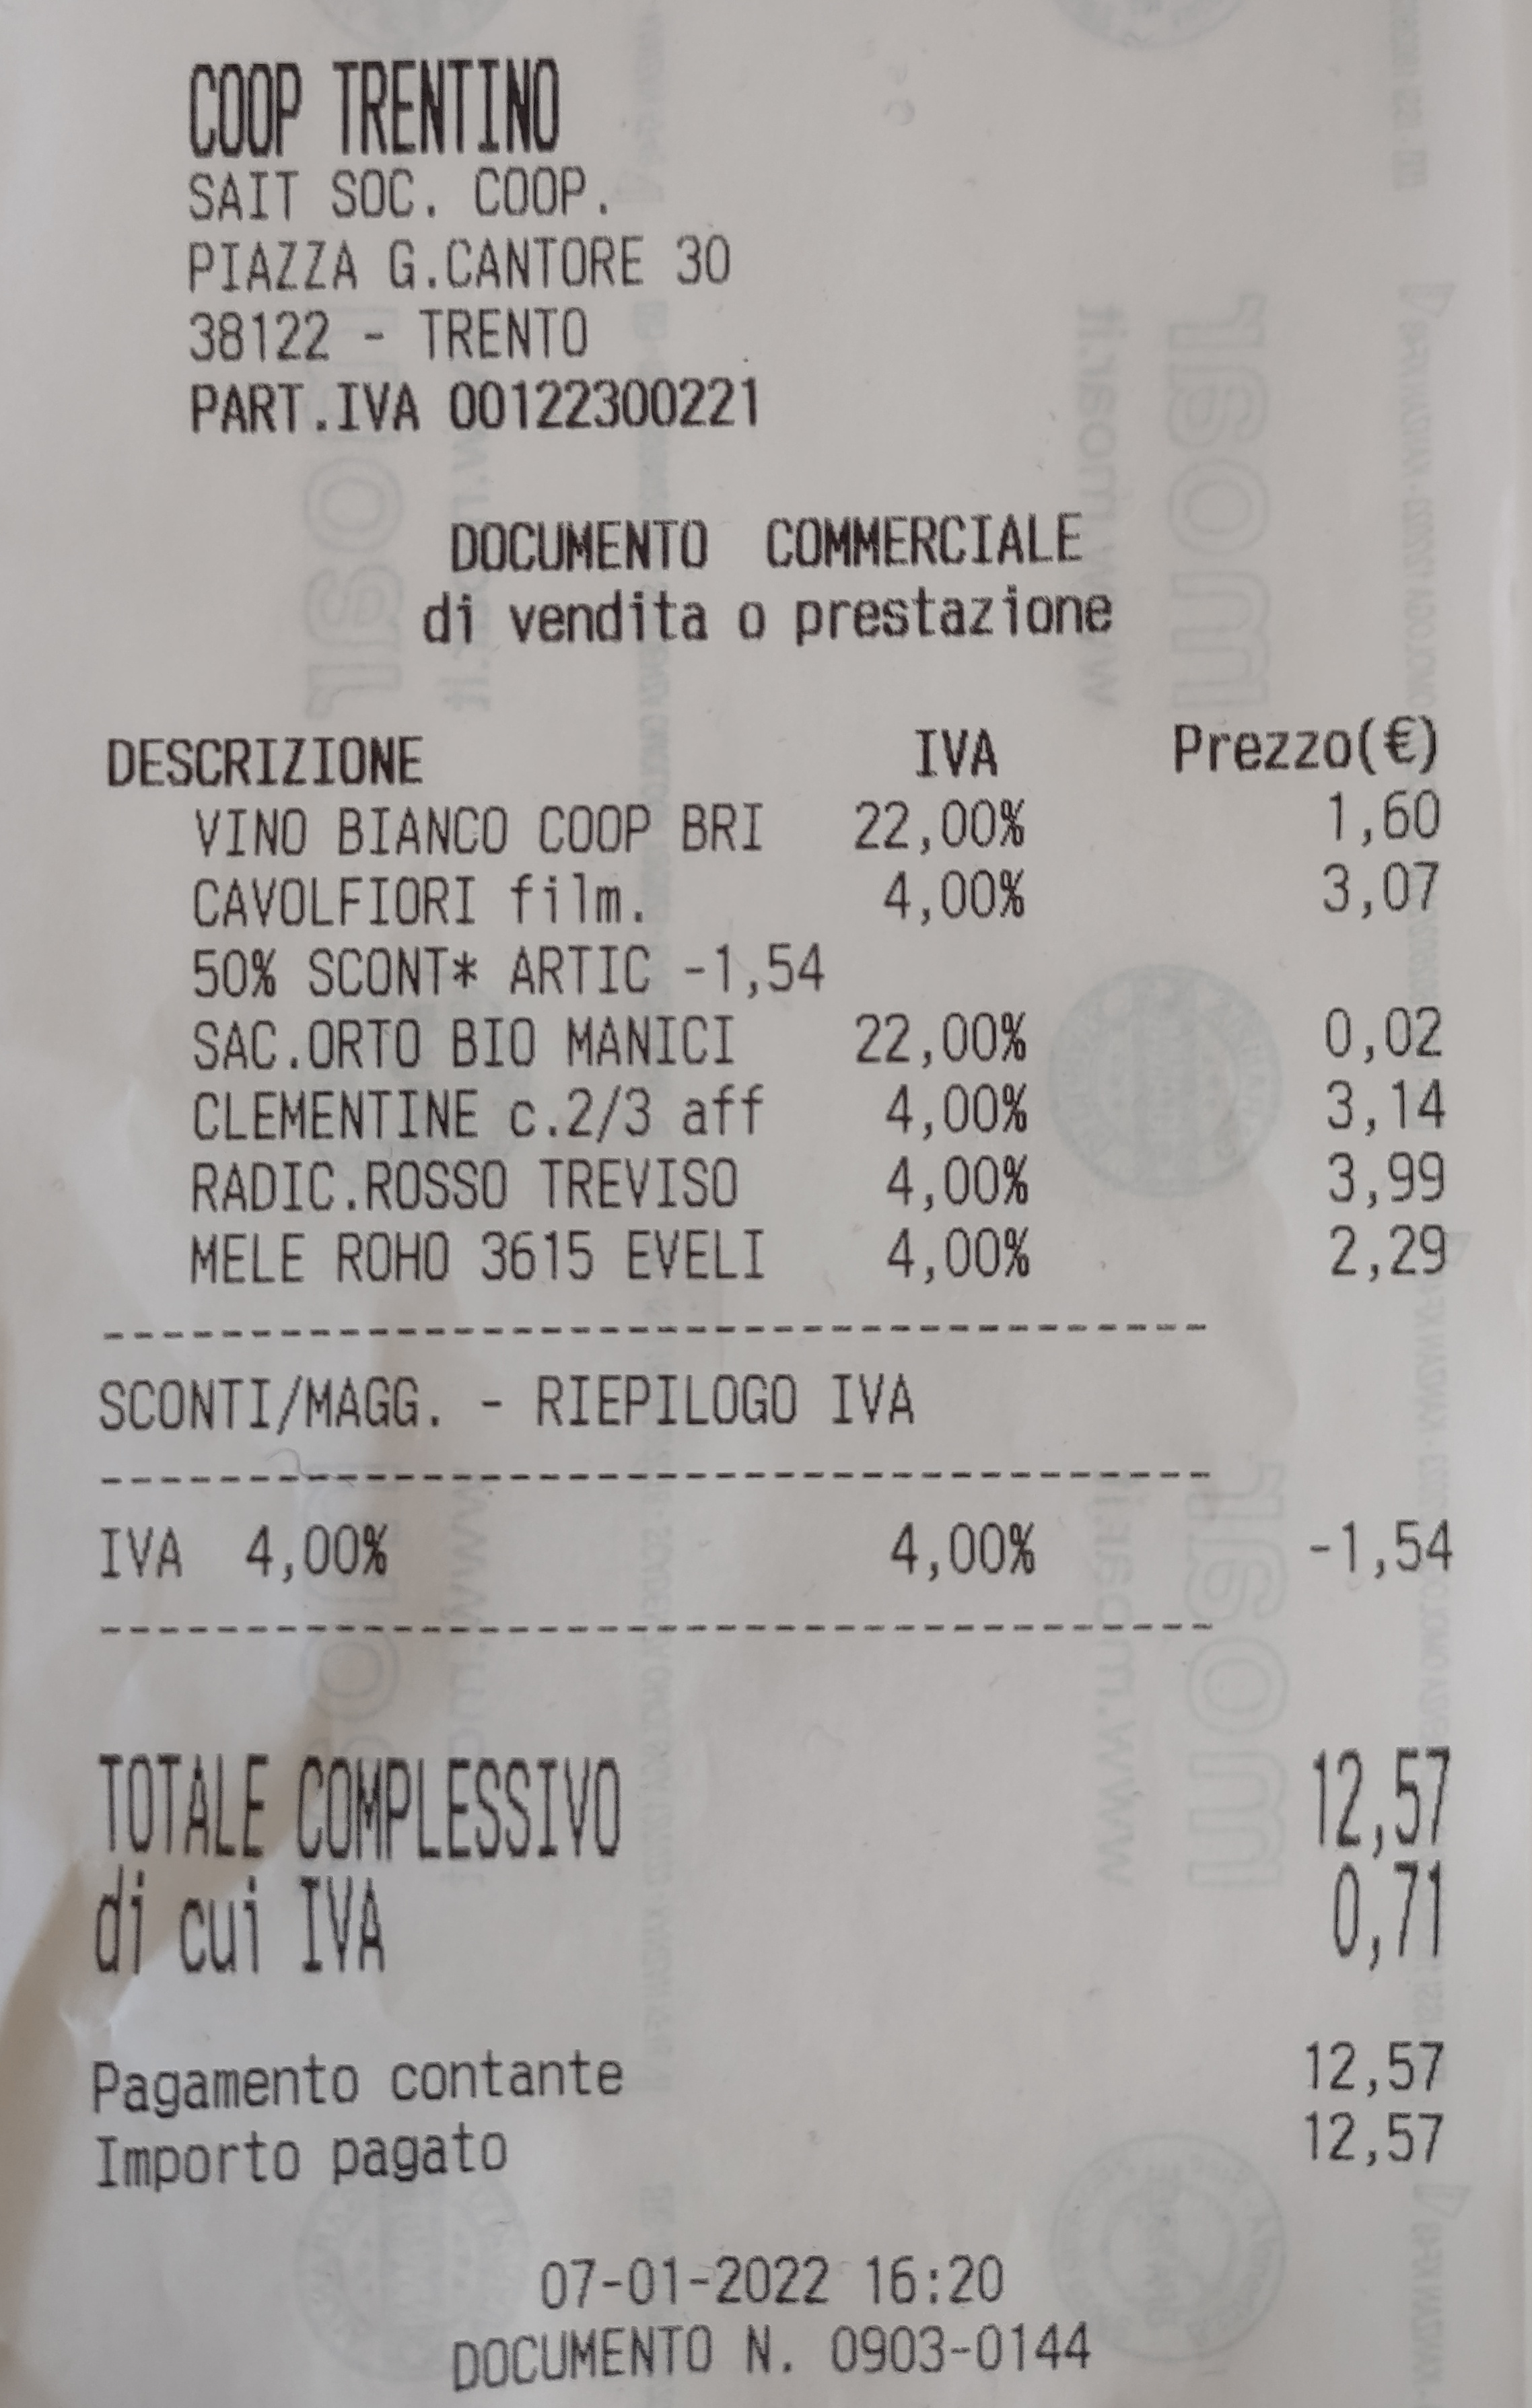 COOP TRENTINO
SAIT SOC. COOP.
PIAZZA G.CANTORE 30
38122 - TRENTO
PART.IVA 00122300221
DOCUMENTO COMMERCIALE
di vendita o prestazione
DESCRIZIONE IVA Prezzo(€)
VINO BIANCO COOP BRI 22,00% 1,60
CAVOLFIORI film. 4,00% 3,07
50% SCONT* ARTIC -1,54
SAC.ORTO BIO MANICI 22,00% 0,02
CLEMENTINE c.2/3 aff 4,00% 3,14
RADIC.ROSSO TREVISO 4,00% 3,99
MELE ROHO 3615 EVELI 4,00% 2,29
SCONTI/MAGG. - RIEPILOGO IVA
IVA 4,00% 4,00% -1,54
TOTALE COMPLESSIVO 12,57
di cui IVA 0,71
Pagamento contante 12,57
Importo pagato 12,57
07-01-2022 16:20
DOCUMENTO N. 0903-0144